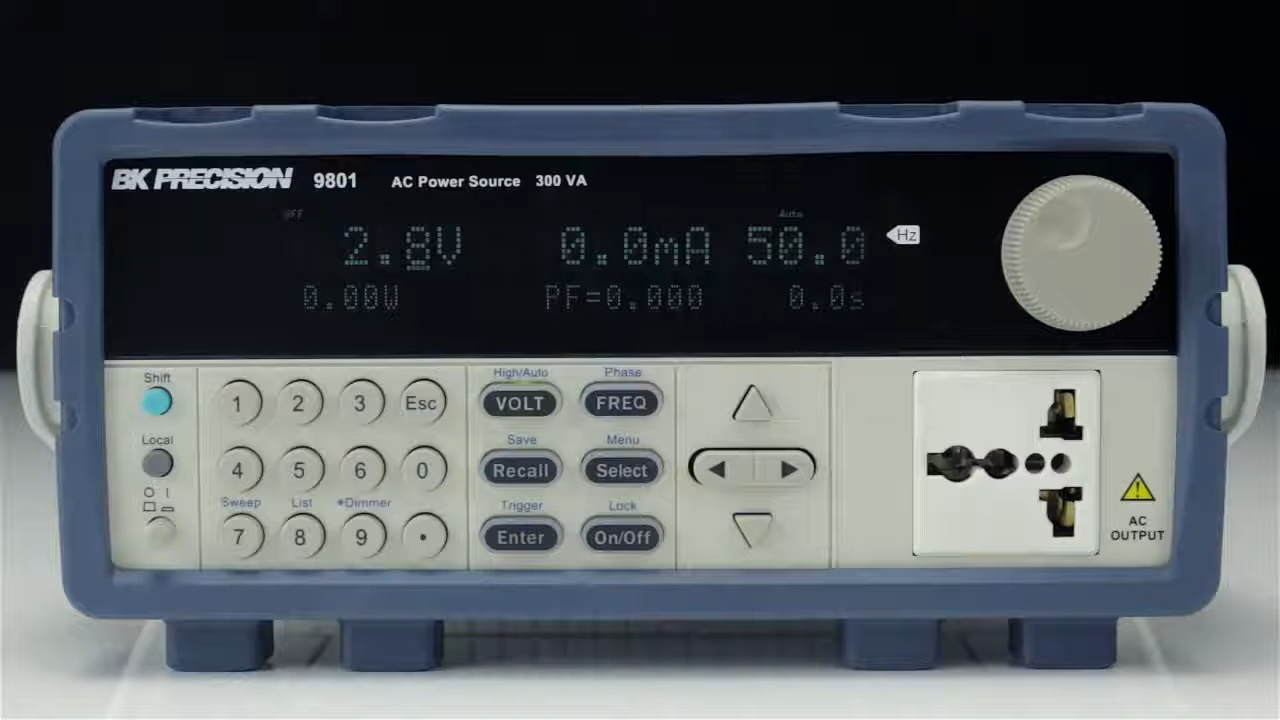 BK PRECISION 9801 AC Power Source 300 VA
OFF Auto
2.8V 0.0mA 50.0 Hz
0.00W PF=0.000 0.0s
Shift High/Auto Phase
1 2 3 Esc VOLT FREQ
Local Save Menu
4 5 6 0 Recall Select
O I
Sweep List *Dimmer Trigger Lock
7 8 9 . Enter On/Off
AC
OUTPUT